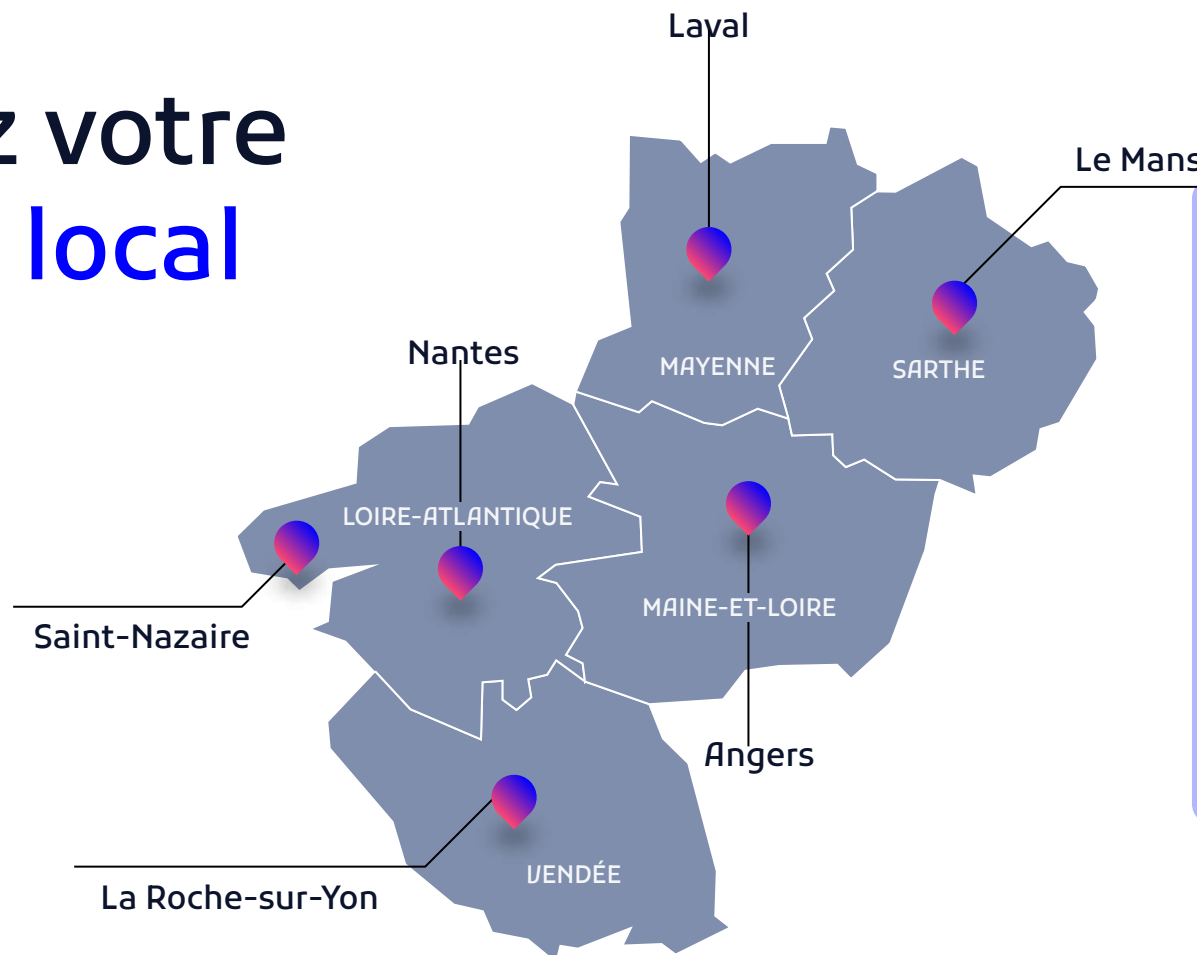 Laval
z votre
local
Le Mans
Nantes
MAYENNE
SARTHE
LOIRE-ATLANTIQUE
MAINE-ET-LOIRE
Saint-Nazaire
Angers
VENDÉE
La Roche-sur-Yon